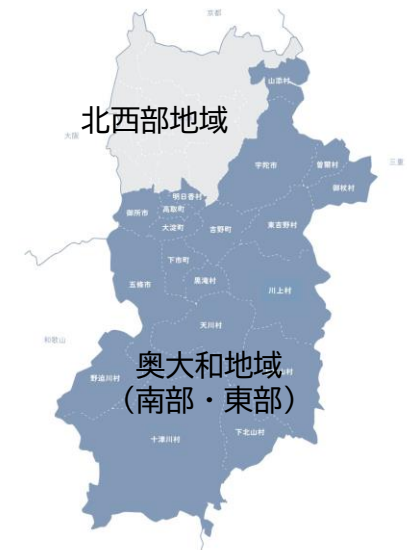 京都
山添村
北西部地域
大阪
宇陀市
曽爾村
三重
御杖村
明日香村
御所市
高取町
大淀町
吉野町
東吉野村
下市町
黒滝村
五條市
川上村
天川村
和歌山
奥大和地域
野迫川村
山村
（南部・東部）
十津川村
下北山村